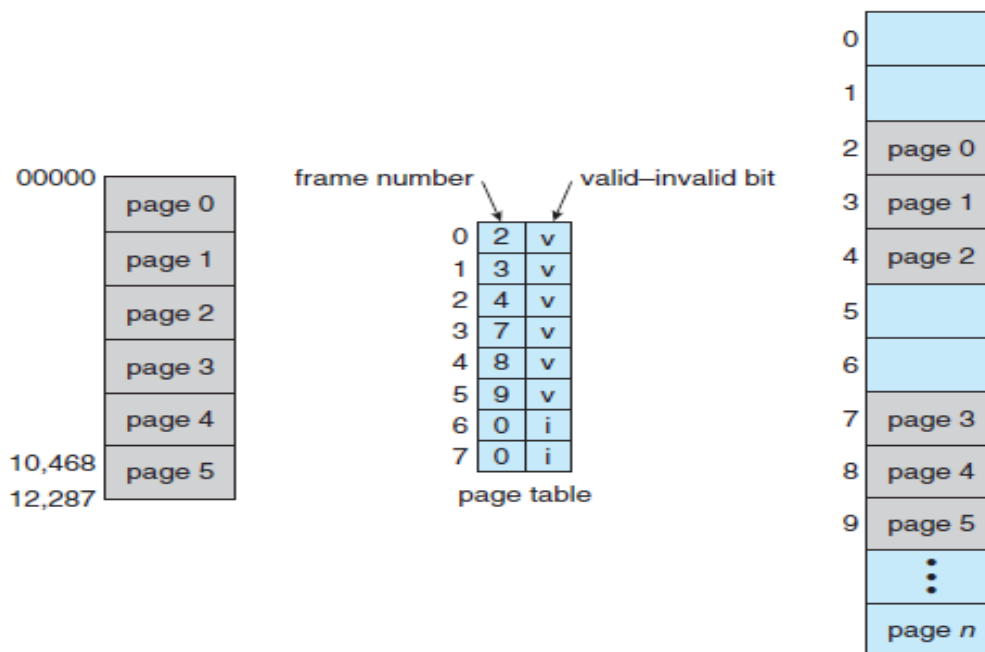 00000
page 0
page 1
page 2
page 3
page 4
10,468
page 5
12,287
frame number
valid–invalid bit
0 2 v
1 3 v
2 4 v
3 7 v
4 8 v
5 9 v
6 0 i
7 0 i
page table
0
1
2 page 0
3 page 1
4 page 2
5
6
7 page 3
8 page 4
9 page 5
page n